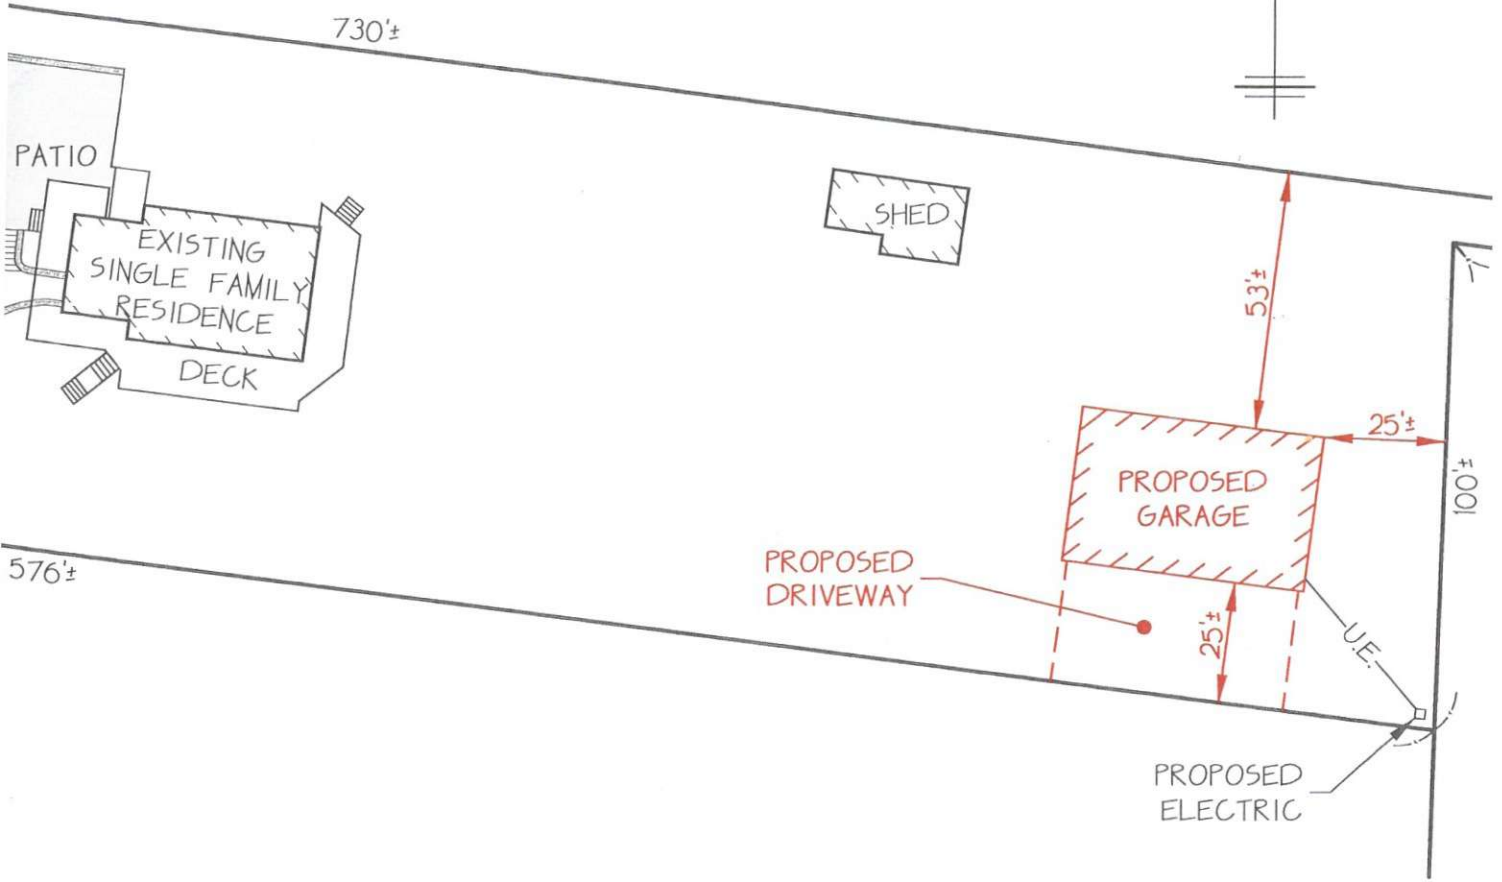 730'±
PATIO
EXISTING
SINGLE FAMILY
RESIDENCE
DECK
SHED
53'±
25'±
100'±
PROPOSED
GARAGE
576'±
PROPOSED
DRIVEWAY
25'±
U.E.
PROPOSED
ELECTRIC